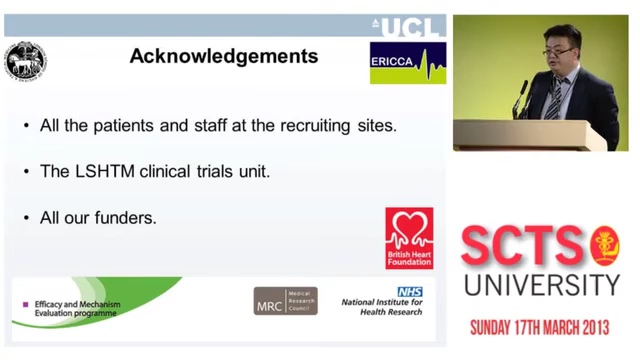 UCL
Acknowledgements
ERICCA
• All the patients and staff at the recruiting sites.
• The LSHTM clinical trials unit.
• All our funders.
British Heart
Foundation
Efficacy and Mechanism
Evaluation programme
MRC
Medical
Research
Council
NHS
National Institute for
Health Research
SCTS
UNIVERSITY
SUNDAY 17TH MARCH 2013